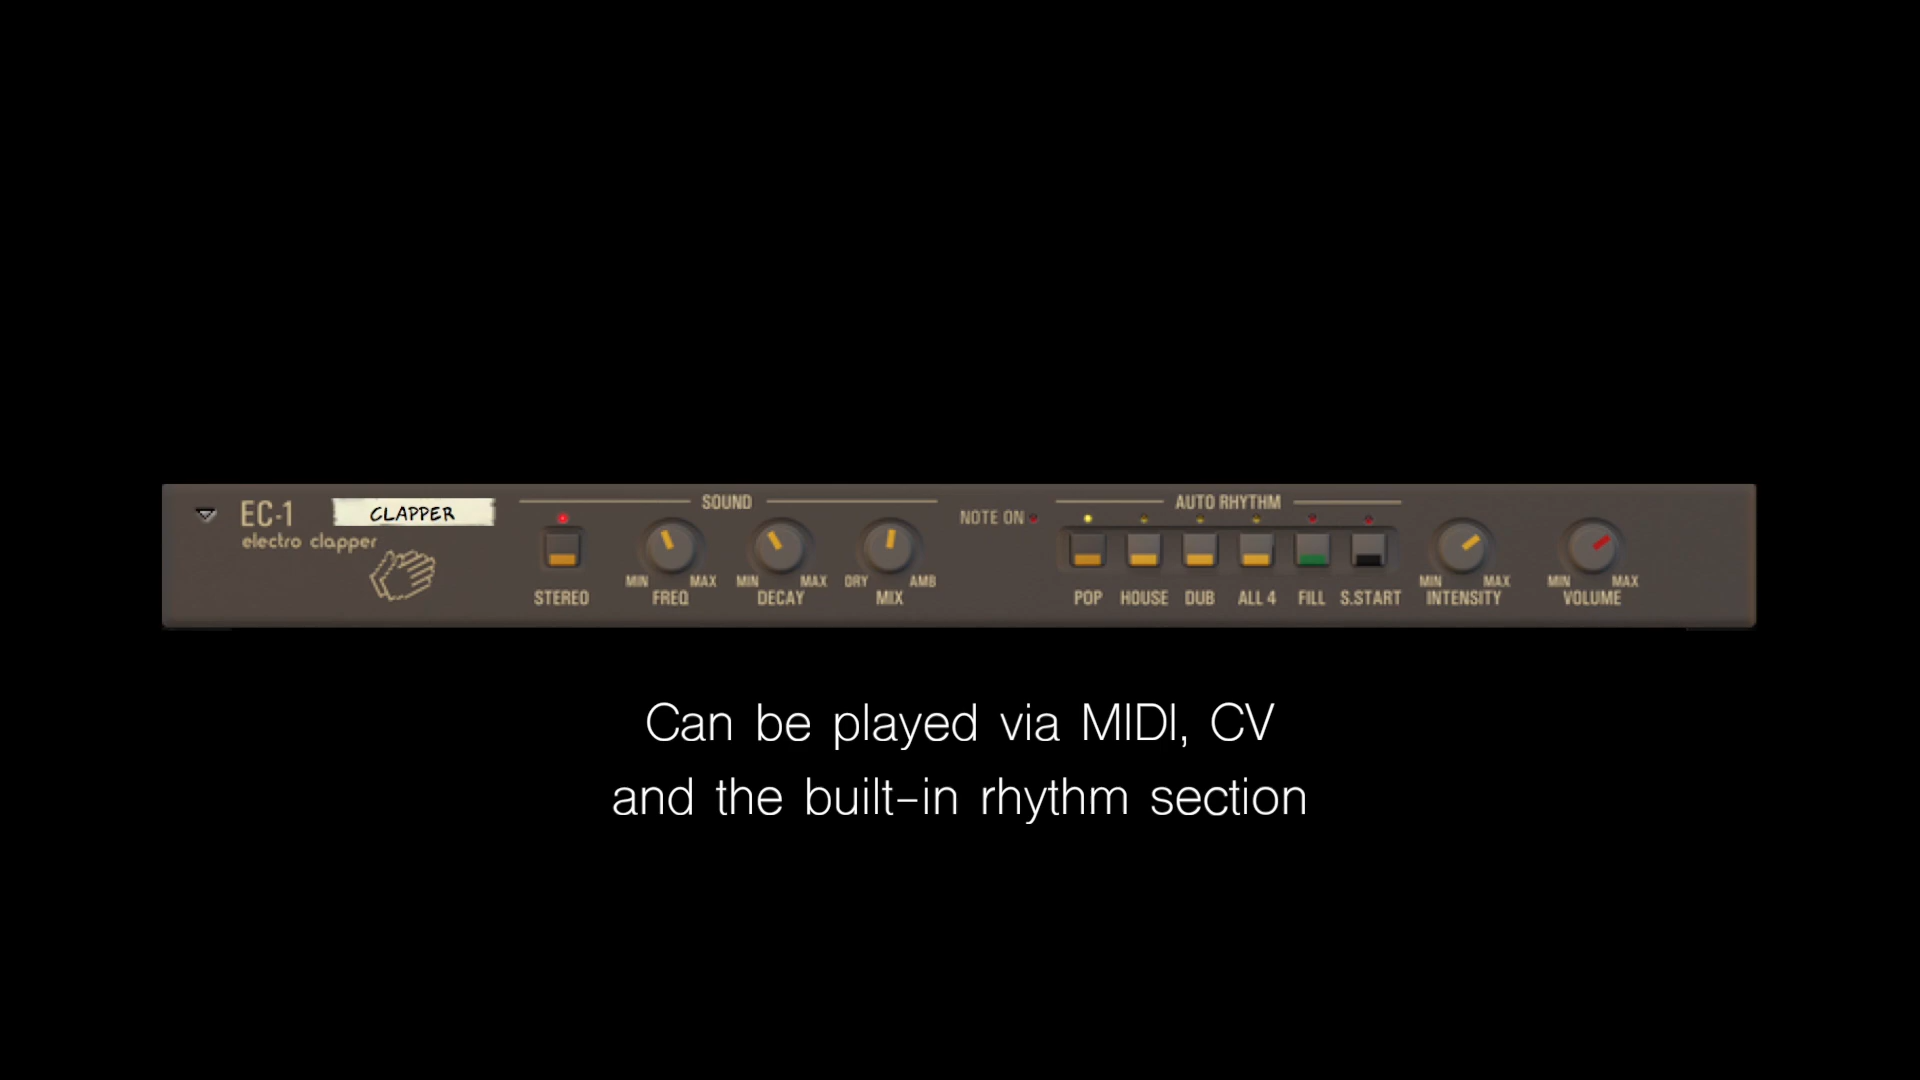 EC-1
CLAPPER
electro clapper
SOUND
STEREO
MIN MAX
FREQ
MIN MAX
DECAY
DRY AMB
MIX
NOTE ON
AUTO RHYTHM
POP HOUSE DUB ALL 4 FILL S.START
MIN MAX
INTENSITY
MIN MAX
VOLUME
Can be played via MIDI, CV
and the built-in rhythm section